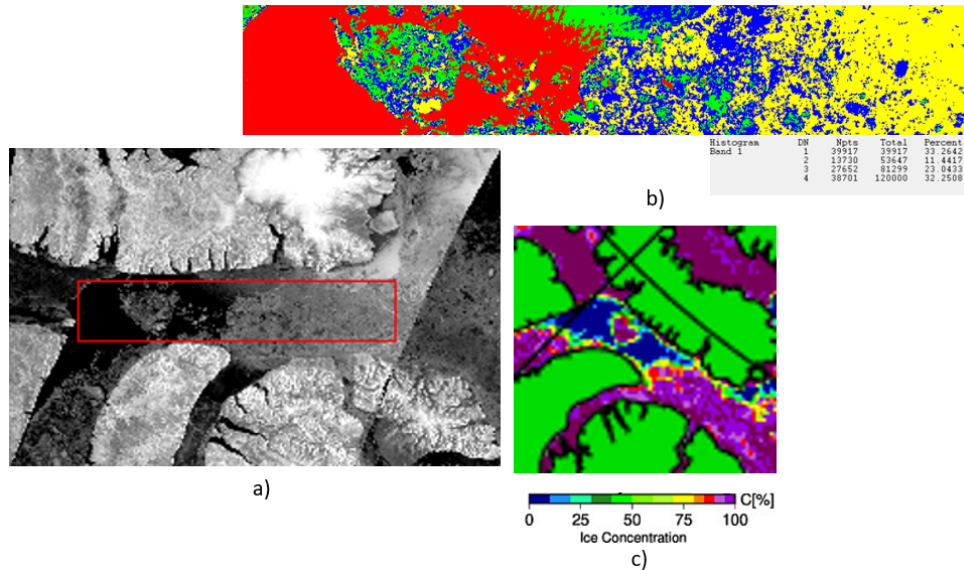 Histogram DN Npts Total Percent
Band 1 1 39917 39917 33.2642
2 13730 53647 11.4417
3 27652 81299 23.0433
4 38701 120000 32.2508
b)
a)
C[%]
0 25 50 75 100
Ice Concentration
c)